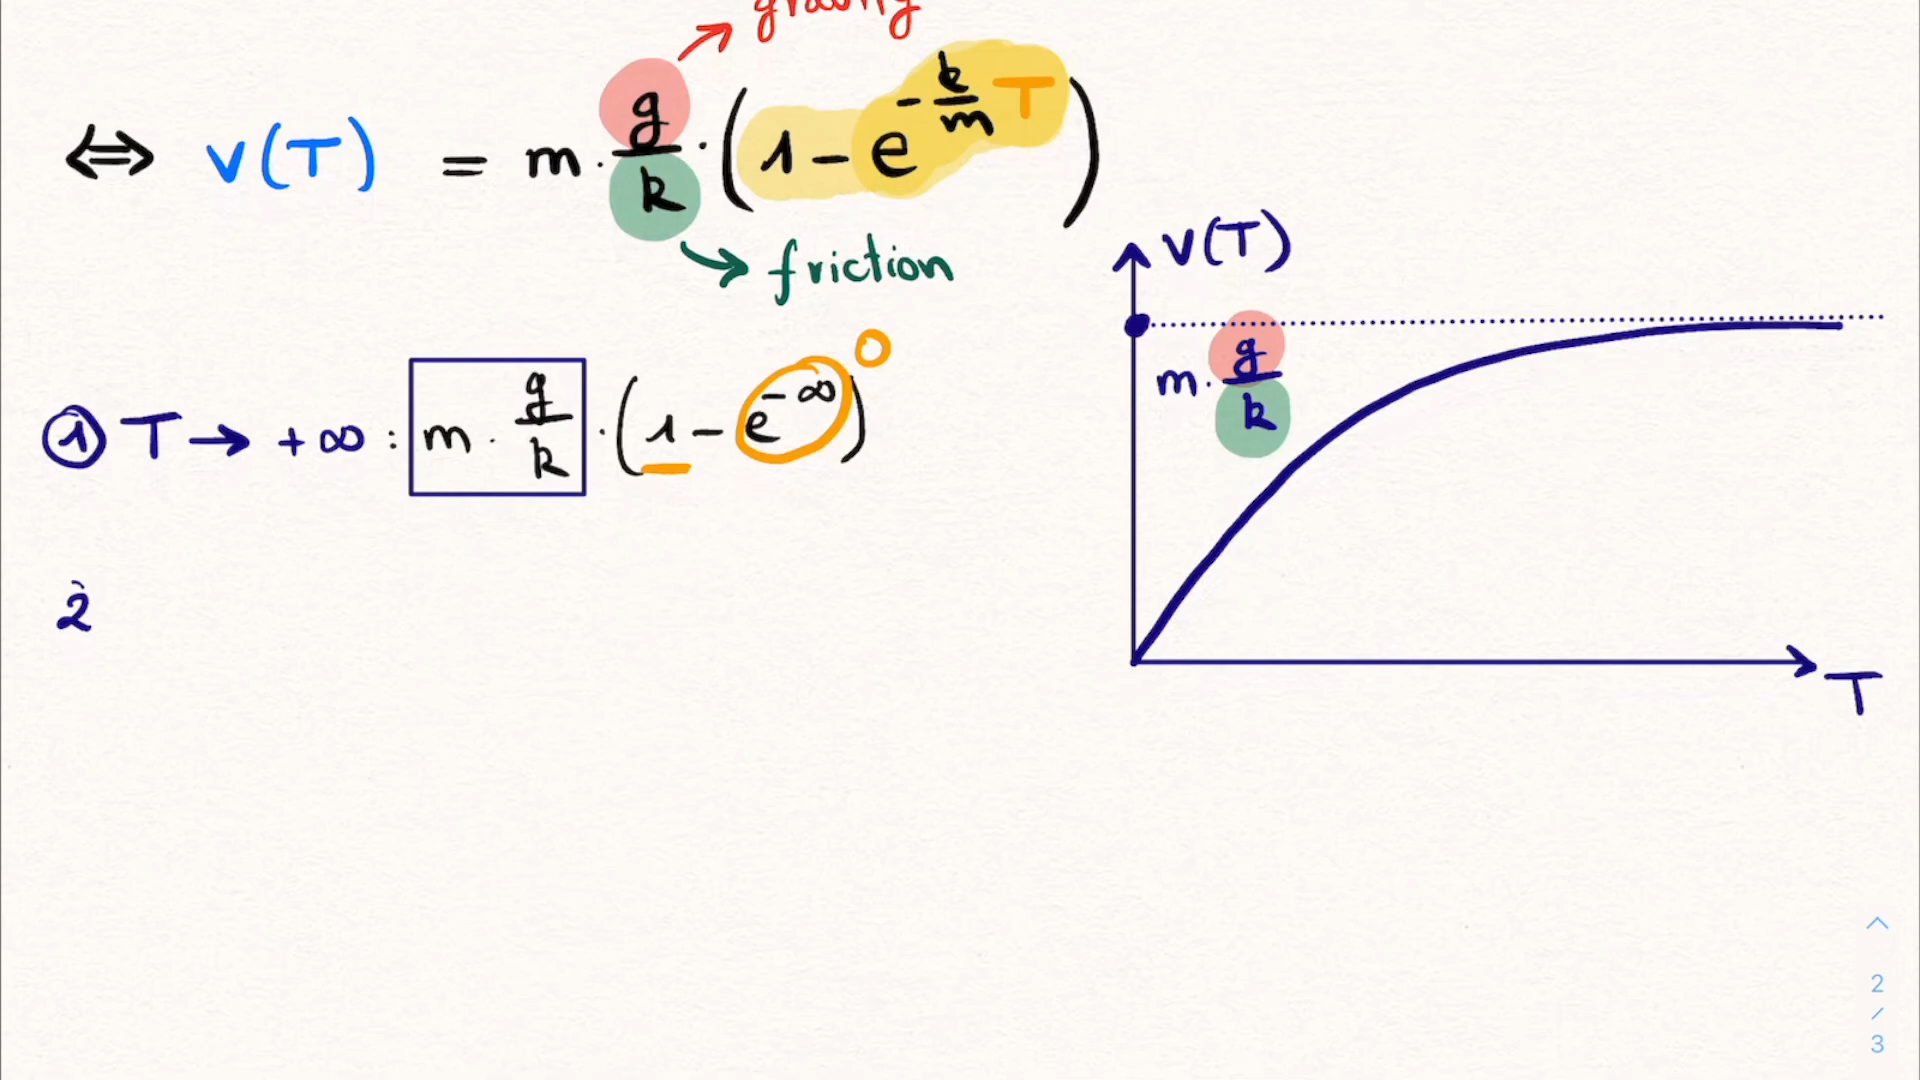 gravity
⇔ v(T) = m · g/k · (1 - e^(-k/m T))
→ friction
① T → +∞ : m · g/k · (1 - e^(-∞)) 0
2
V(T)
m · g/k
T
2
/
3